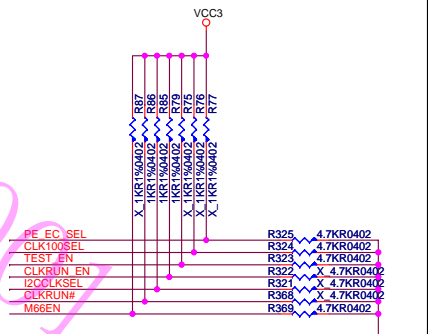 VCC3
R87
R86
R85
R79
R75
R76
R77
X_1KR1%0402
X_1KR1%0402
1KR1%0402
1KR1%0402
X_1KR1%0402
X_1KR1%0402
X_1KR1%0402
PE_EC_SEL R325 4.7KR0402
CLK100SEL R324 4.7KR0402
TEST_EN R323 4.7KR0402
CLKRUN_EN R322 X_4.7KR0402
I2CCLKSEL R321 X_4.7KR0402
CLKRUN# R368 X_4.7KR0402
M66EN R369 4.7KR0402